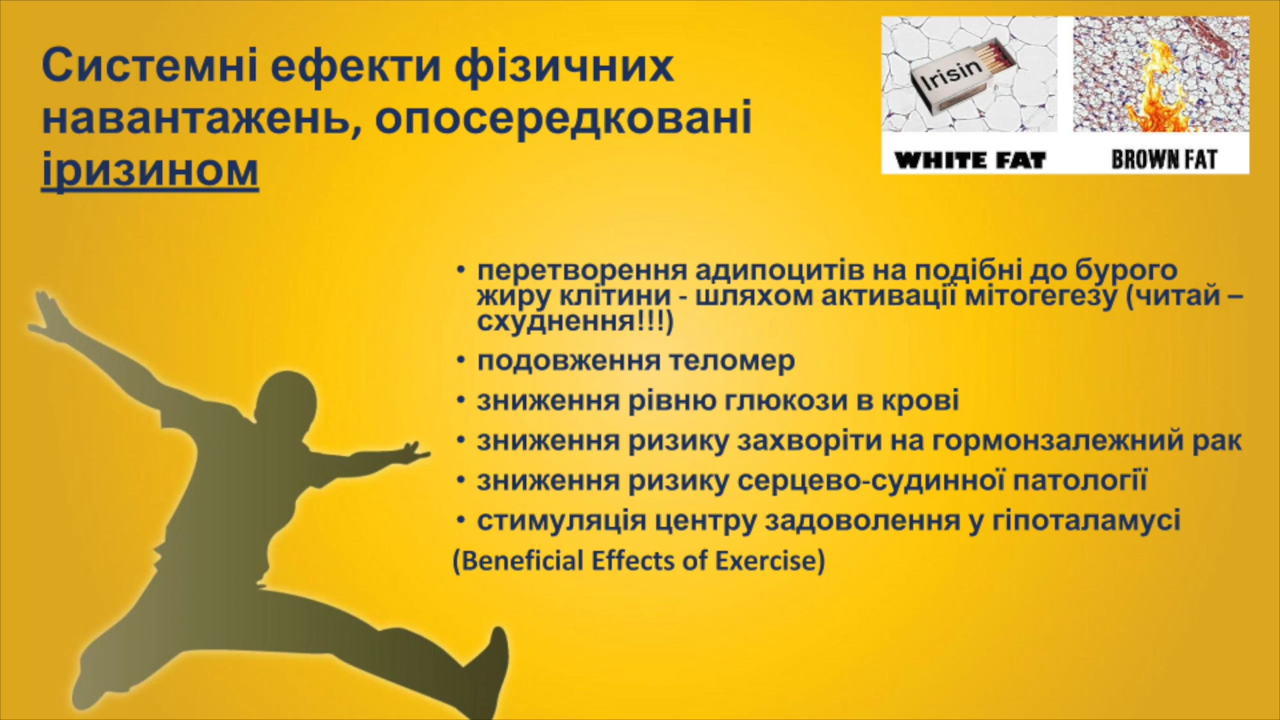 Системні ефекти фізичних
навантажень, опосередковані
іризином
Irisin
WHITE FAT
BROWN FAT
• перетворення адипоцитів на подібні до бурого
жиру клітини - шляхом активації мітогегезу (читай –
схуднення!!!)
• подовження теломер
• зниження рівню глюкози в крові
• зниження ризику захворіти на гормонзалежний рак
• зниження ризику серцево-судинної патології
• стимуляція центру задоволення у гіпоталамусі
(Beneficial Effects of Exercise)